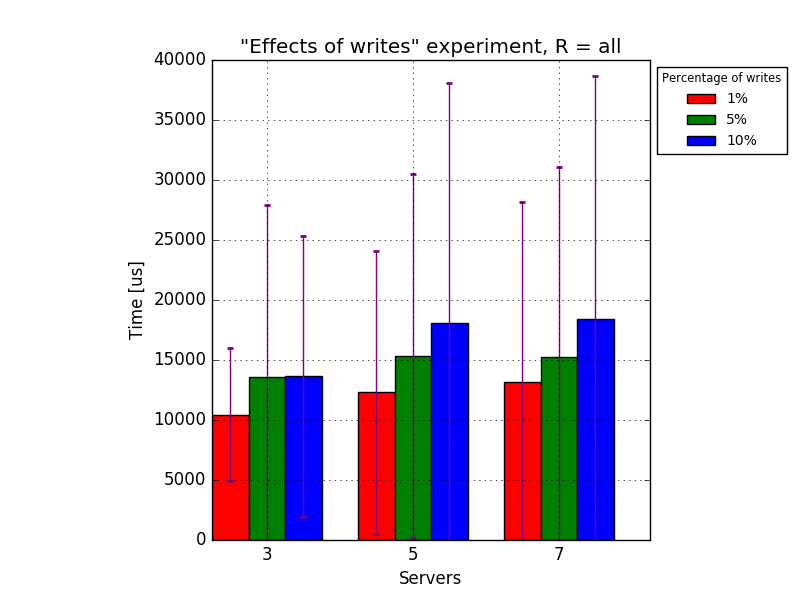 "Effects of writes" experiment, R = all
40000
35000
30000
25000
20000
15000
10000
5000
0
Time [us]
3 5 7
Servers
Percentage of writes
1%
5%
10%